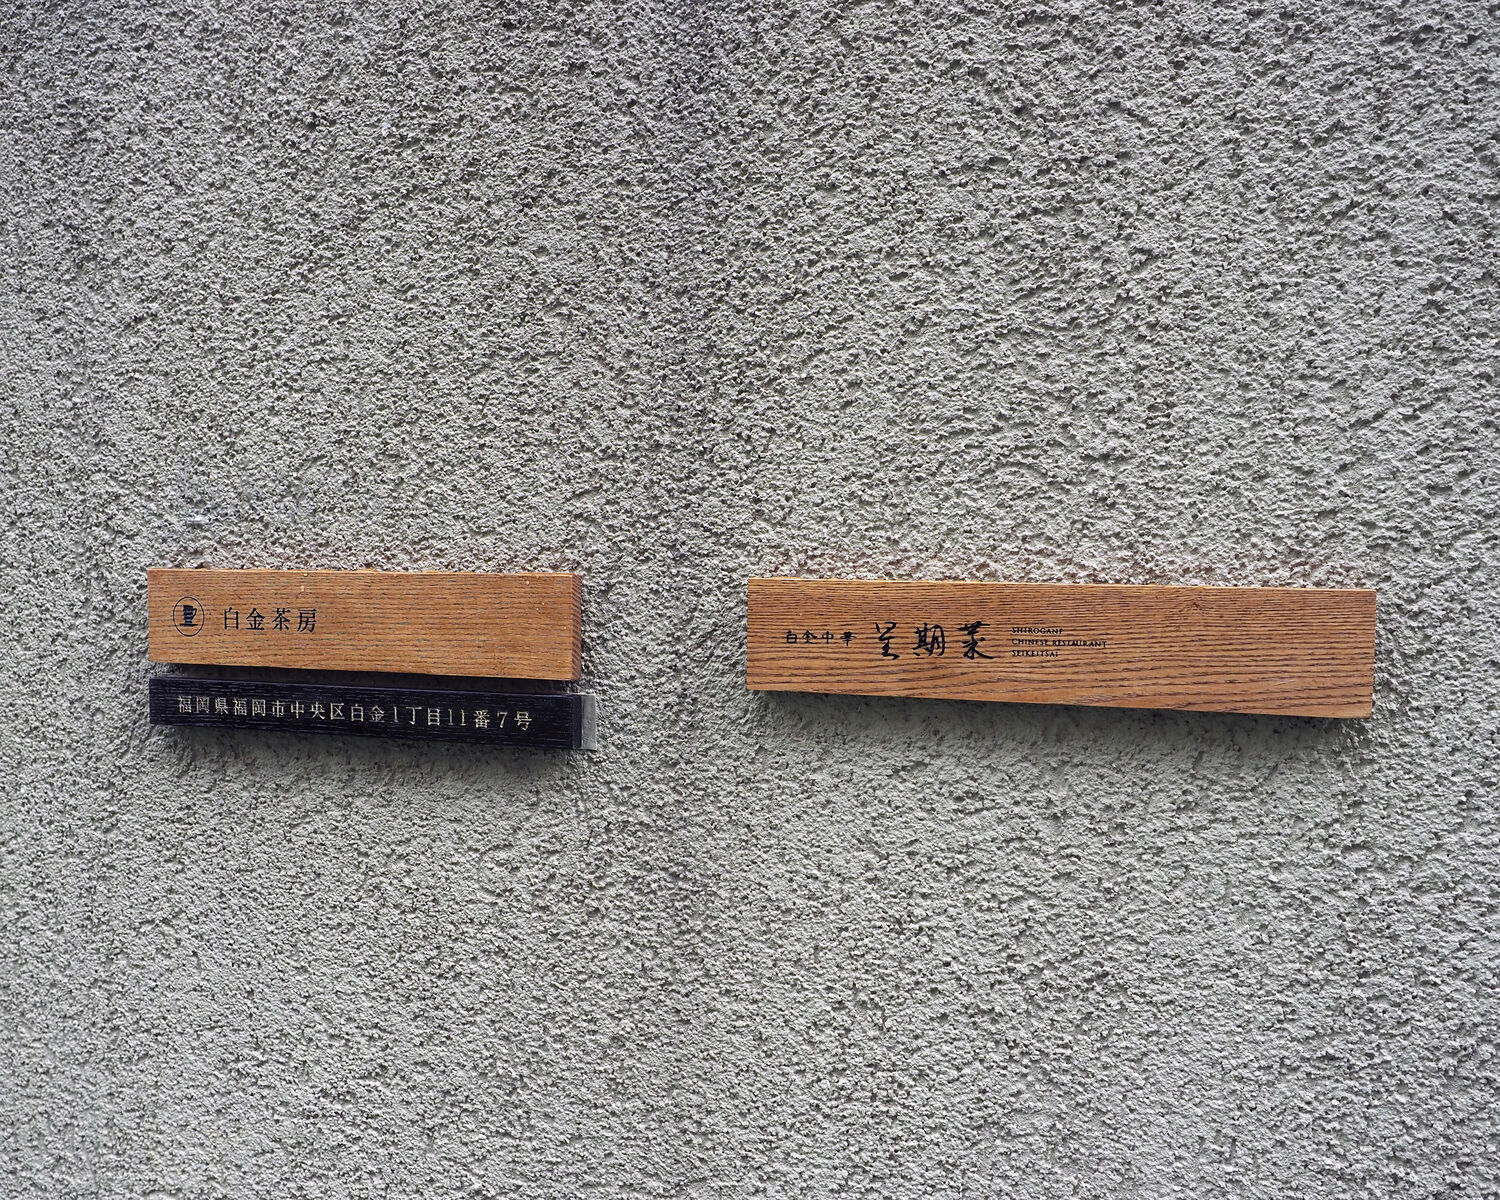 白金茶房
福岡県福岡市中央区白金1丁目11番7号
白金中華 星期菜
SHIROGANE
CHINESE RESTAURANT
SEIKEITSAI